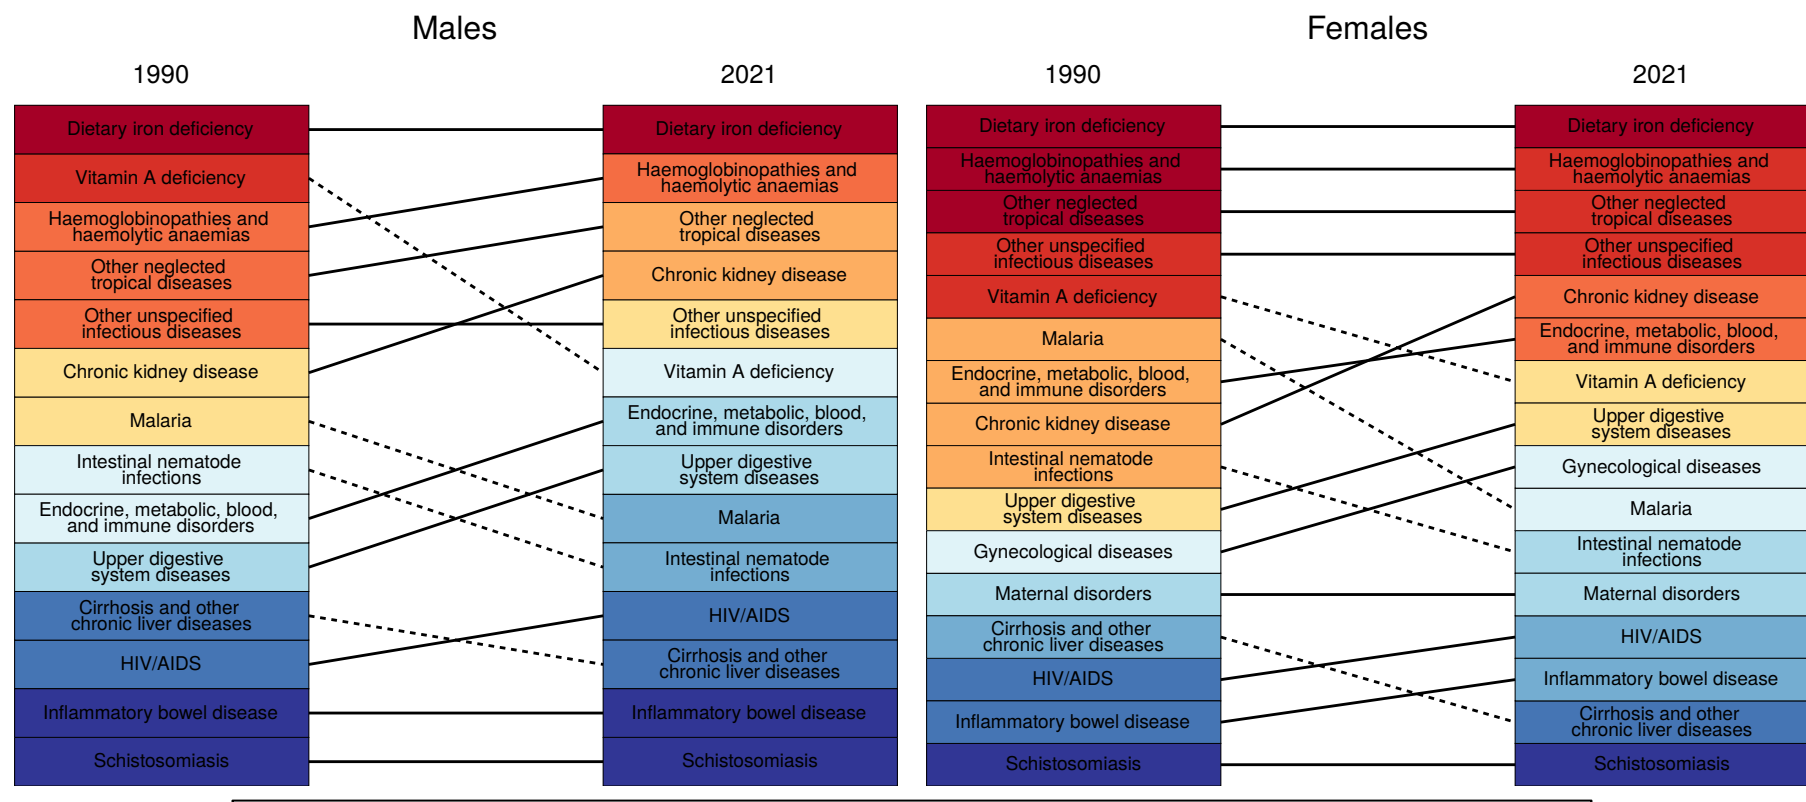 Males
1990
2021
Dietary iron deficiency
Vitamin A deficiency
Haemoglobinopathies and
haemolytic anaemias
Other neglected
tropical diseases
Other unspecified
infectious diseases
Chronic kidney disease
Malaria
Intestinal nematode
infections
Endocrine, metabolic, blood,
and immune disorders
Upper digestive
system diseases
Cirrhosis and other
chronic liver diseases
HIV/AIDS
Inflammatory bowel disease
Schistosomiasis
Dietary iron deficiency
Haemoglobinopathies and
haemolytic anaemias
Other neglected
tropical diseases
Chronic kidney disease
Other unspecified
infectious diseases
Vitamin A deficiency
Endocrine, metabolic, blood,
and immune disorders
Upper digestive
system diseases
Malaria
Intestinal nematode
infections
HIV/AIDS
Cirrhosis and other
chronic liver diseases
Inflammatory bowel disease
Schistosomiasis
Females
1990
2021
Dietary iron deficiency
Haemoglobinopathies and
haemolytic anaemias
Other neglected
tropical diseases
Other unspecified
infectious diseases
Vitamin A deficiency
Malaria
Endocrine, metabolic, blood,
and immune disorders
Chronic kidney disease
Intestinal nematode
infections
Upper digestive
system diseases
Gynecological diseases
Maternal disorders
Cirrhosis and other
chronic liver diseases
HIV/AIDS
Inflammatory bowel disease
Schistosomiasis
Dietary iron deficiency
Haemoglobinopathies and
haemolytic anaemias
Other neglected
tropical diseases
Other unspecified
infectious diseases
Chronic kidney disease
Endocrine, metabolic, blood,
and immune disorders
Vitamin A deficiency
Upper digestive
system diseases
Gynecological diseases
Malaria
Intestinal nematode
infections
Maternal disorders
HIV/AIDS
Inflammatory bowel disease
Cirrhosis and other
chronic liver diseases
Schistosomiasis